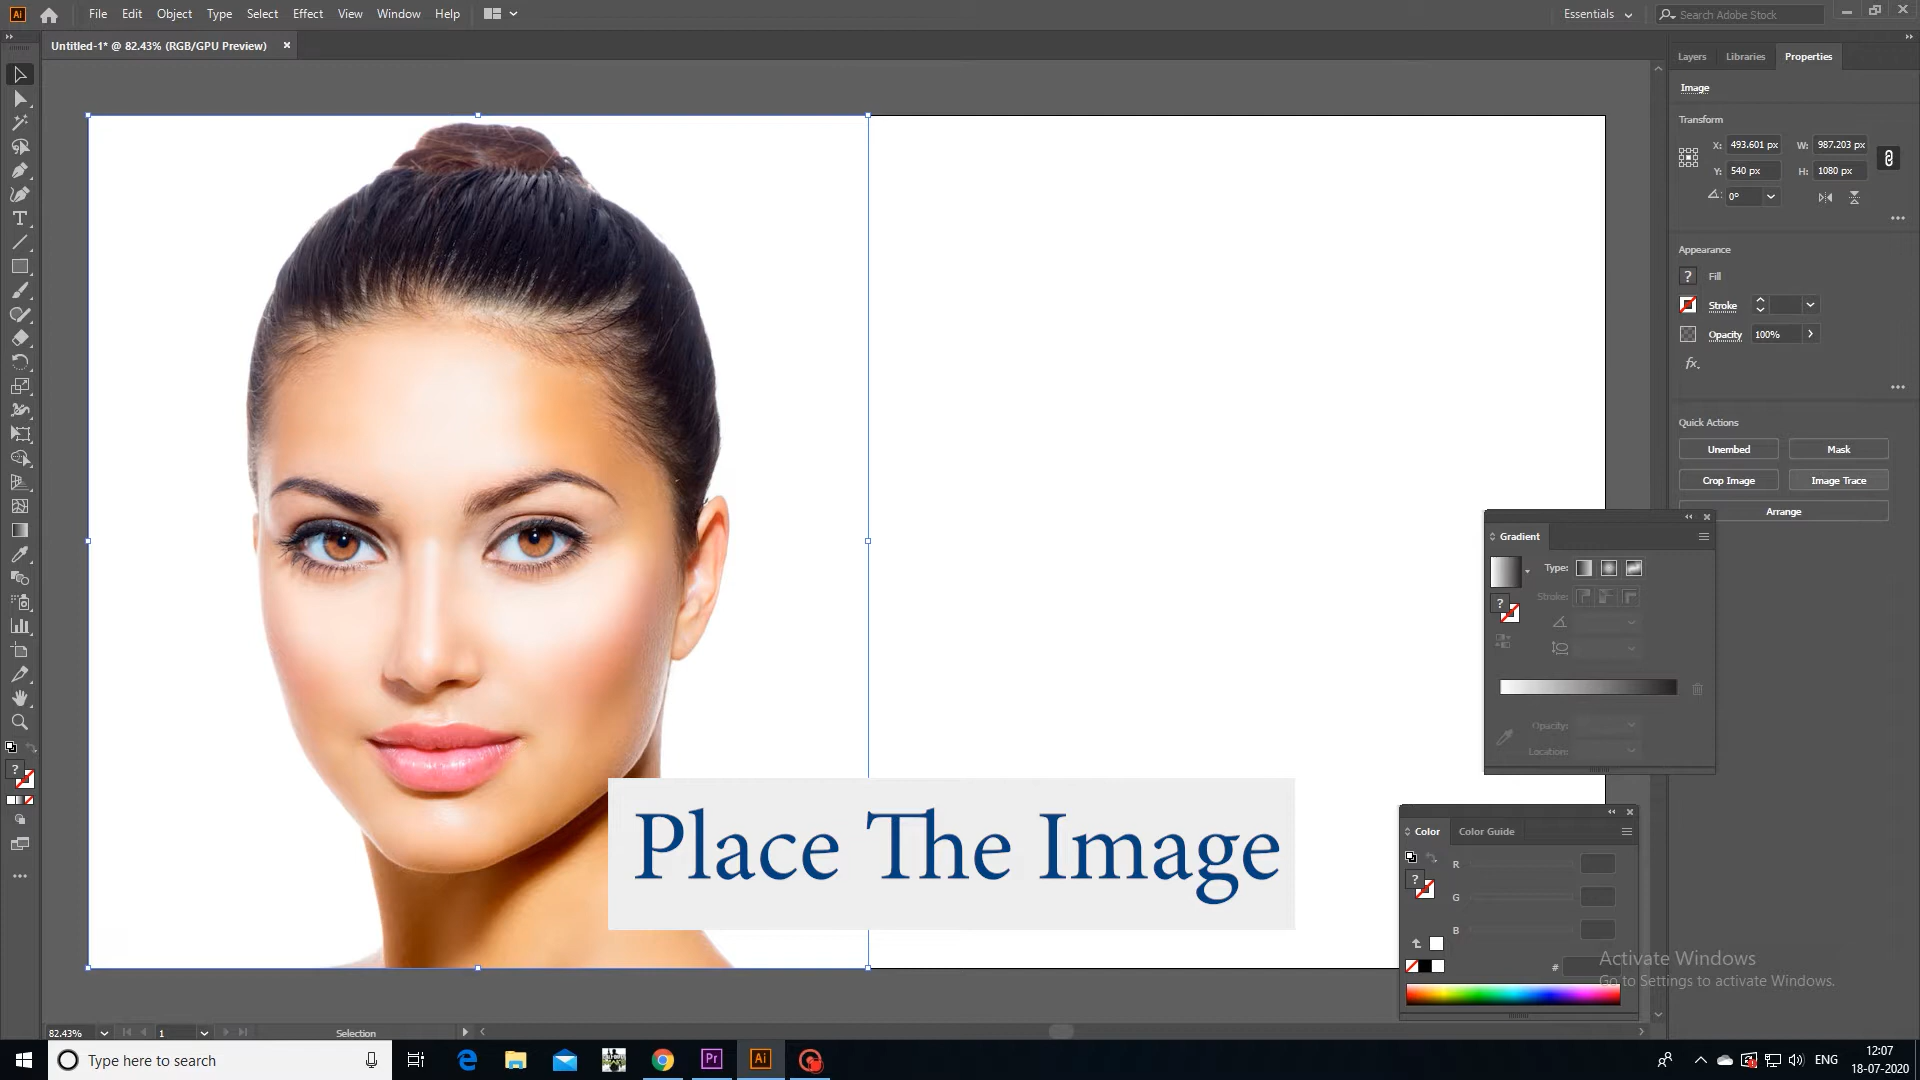 Ai File Edit Object Type Select Effect View Window Help Essentials Search Adobe Stock
Untitled-1* @ 82.43% (RGB/GPU Preview)
Layers Libraries Properties
Image
Transform
X: 493.601 px W: 987.203 px
Y: 540 px H: 1080 px
0°
Appearance
? Fill
Stroke
Opacity 100%
fx.
Quick Actions
Unembed Mask
Crop Image Image Trace
Arrange
Gradient
Type:
Stroke:
?
Opacity:
Location:
Place The Image
Color Color Guide
R
?
G
B
#
Activate Windows
Go to Settings to activate Windows.
?
82.43% 1 Selection
Type here to search Pr Ai ENG 12:07
18-07-2020